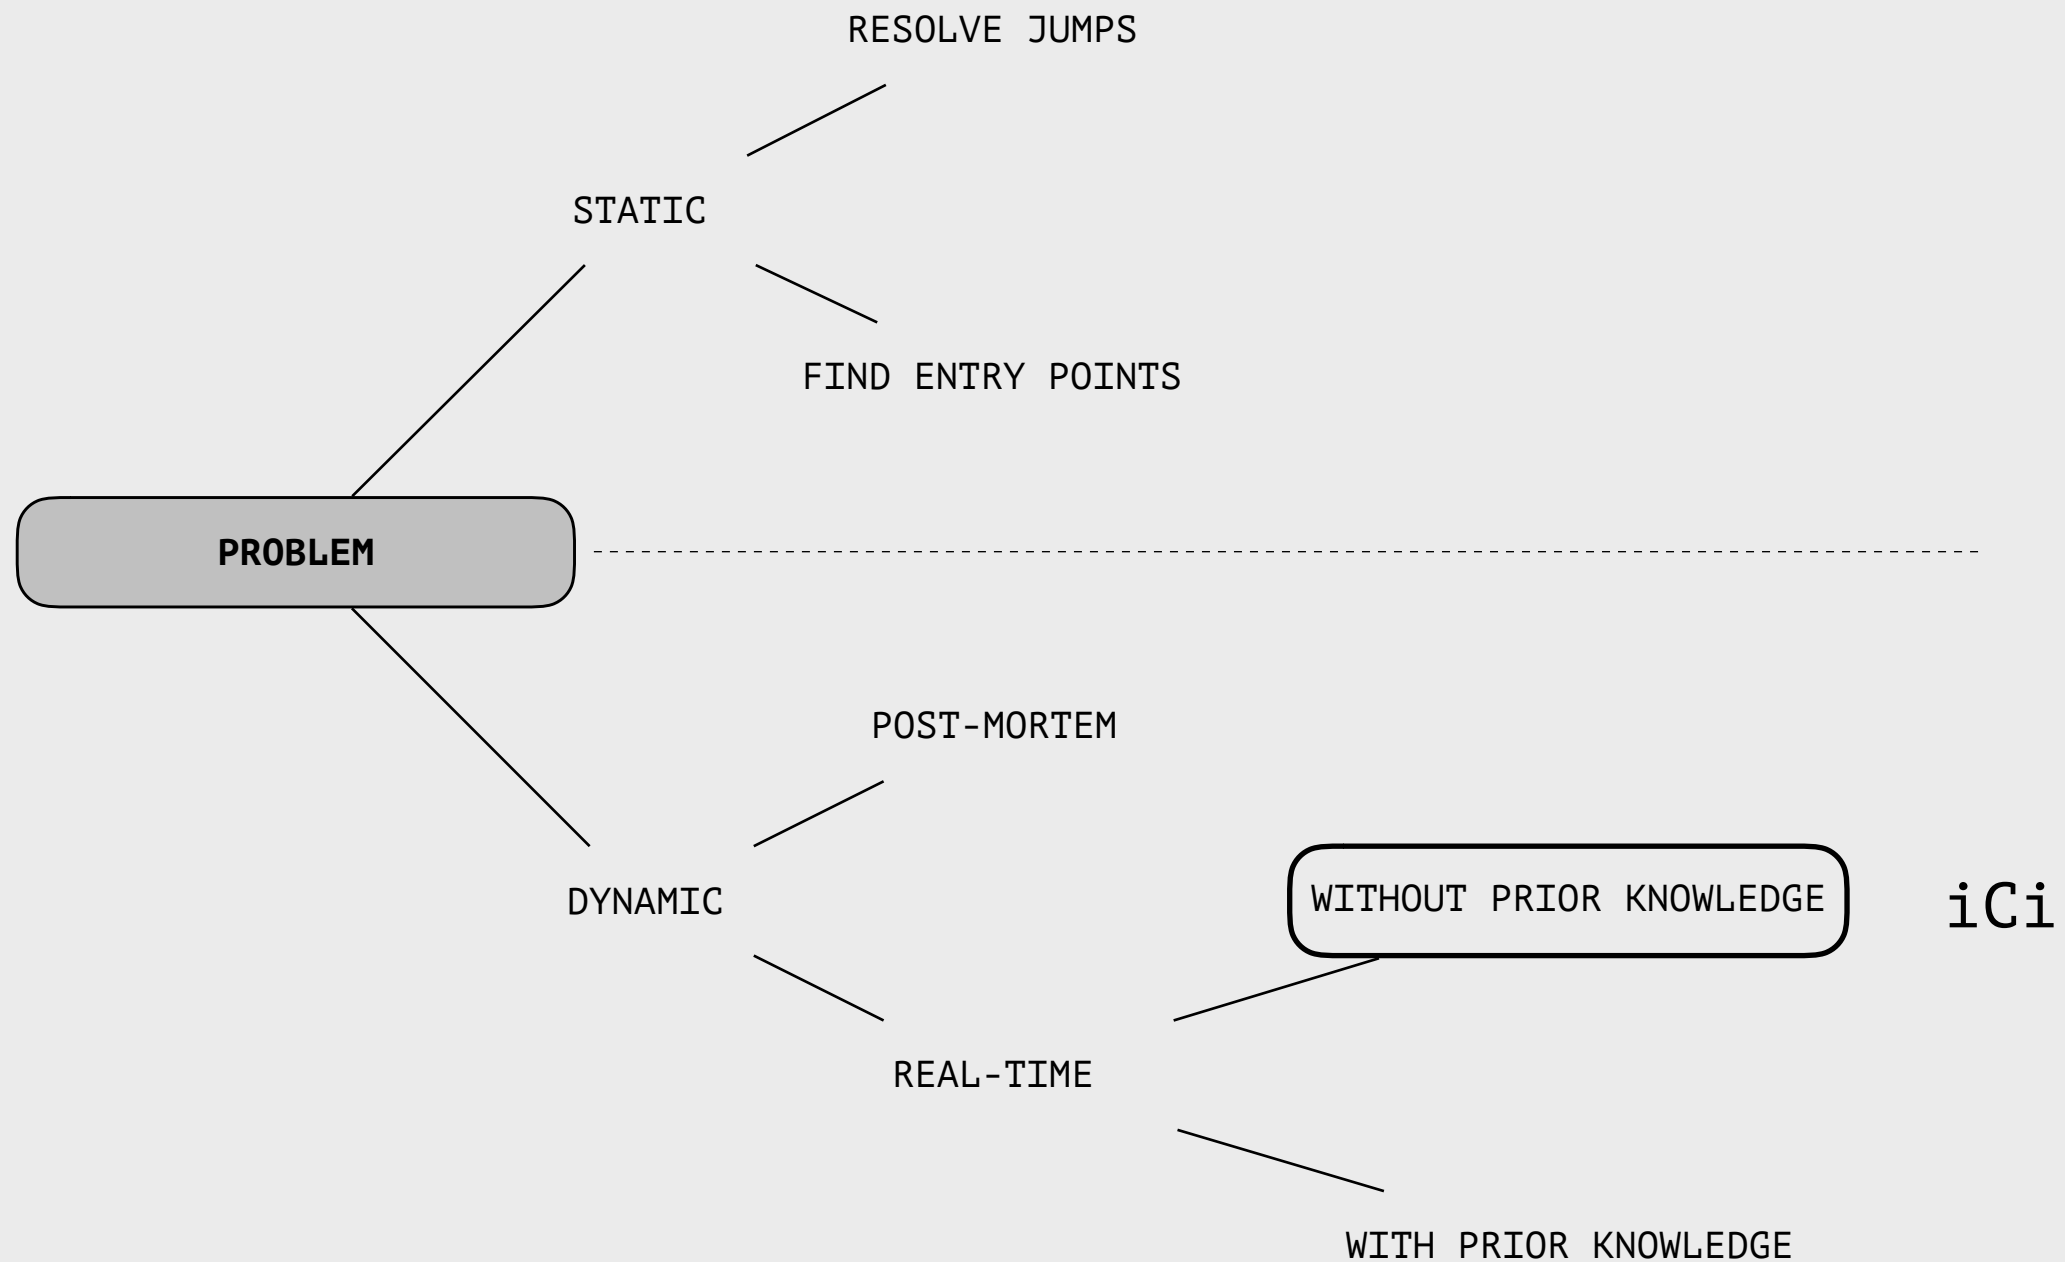 RESOLVE JUMPS
STATIC
FIND ENTRY POINTS
PROBLEM
POST-MORTEM
DYNAMIC
WITHOUT PRIOR KNOWLEDGE
iCi
REAL-TIME
WITH PRIOR KNOWLEDGE